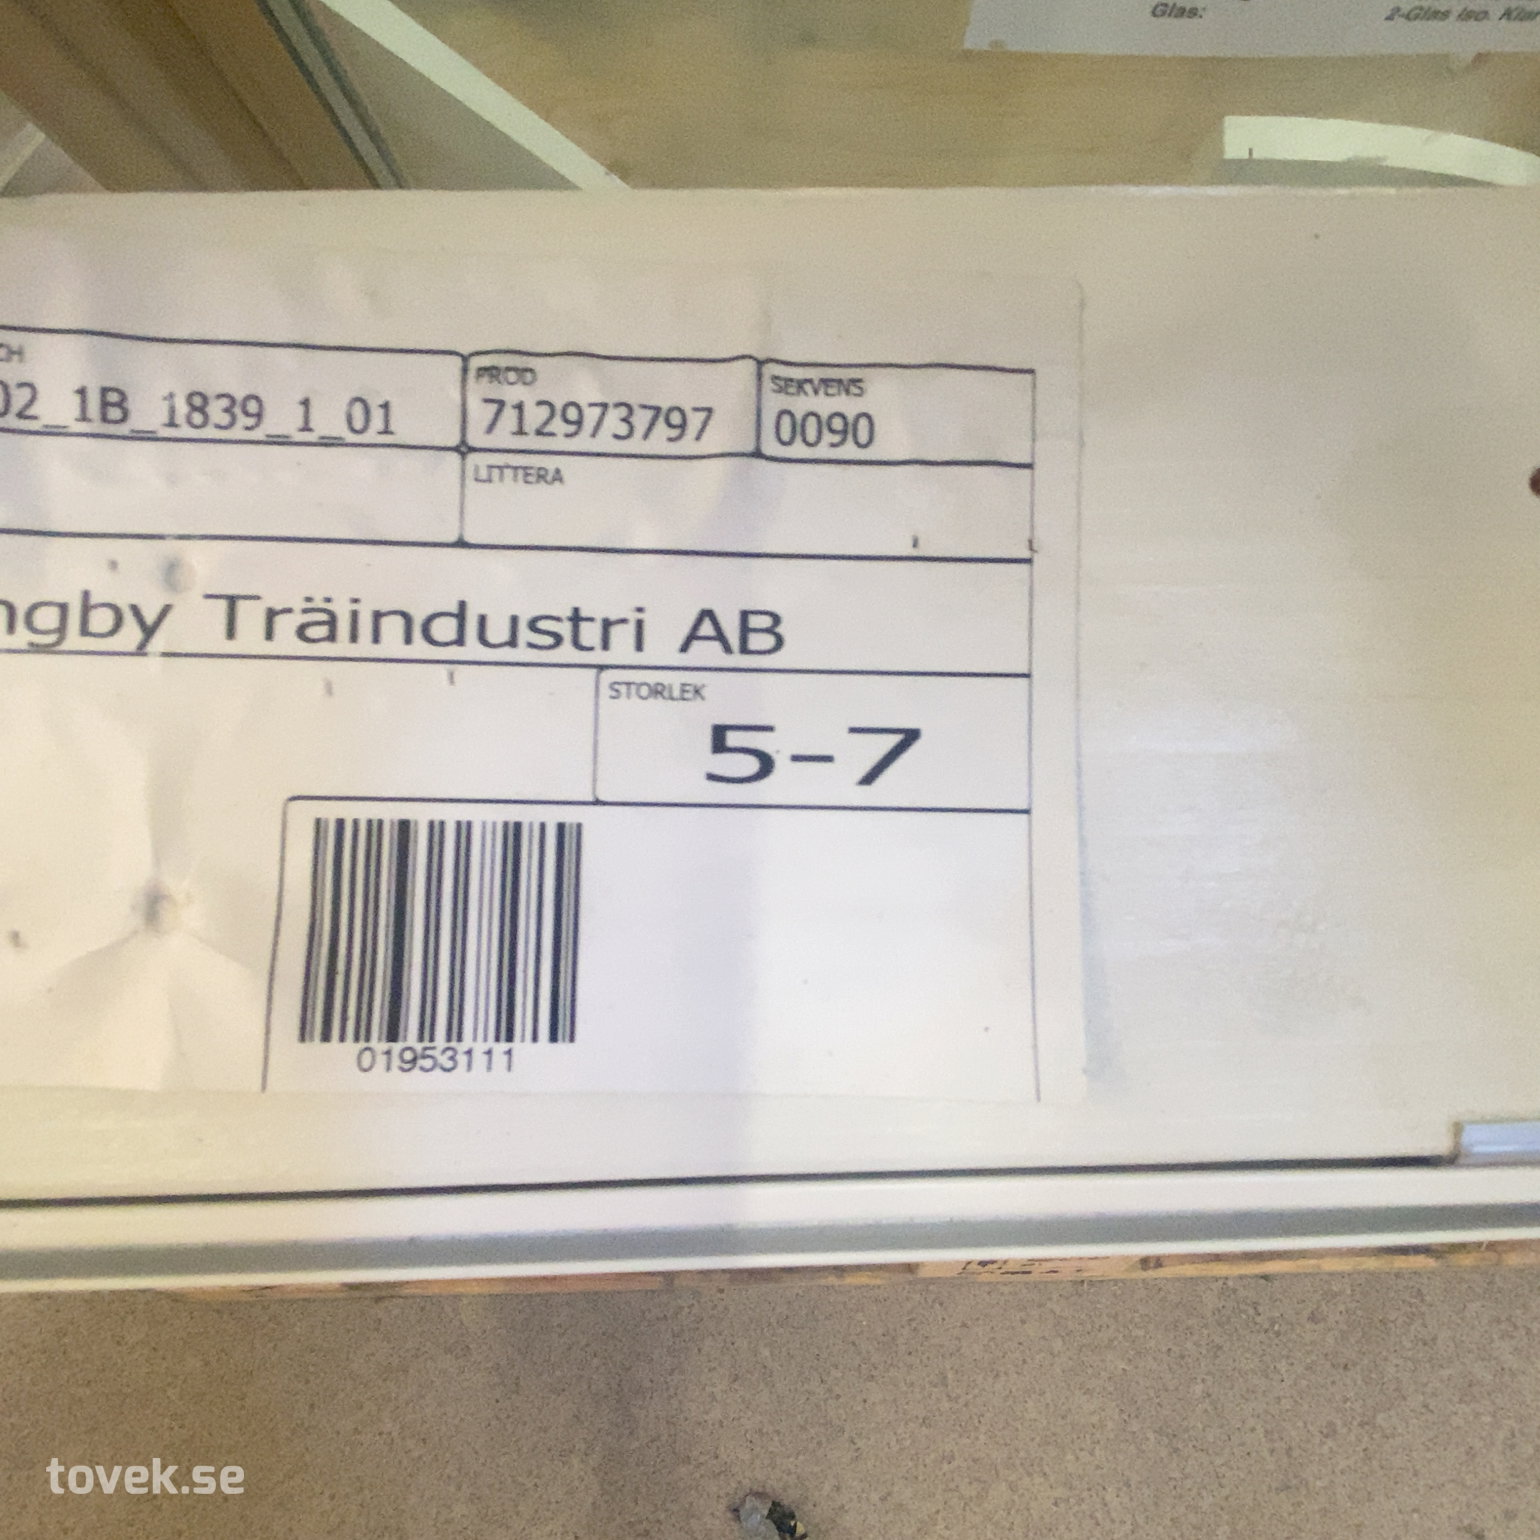 Glas: 2-Glas Iso. Klar
CH PROD SEKVENS
02_1B_1839_1_01 712973797 0090
LITTERA
ngby Träindustri AB
STORLEK
5-7
01953111
tovek.se